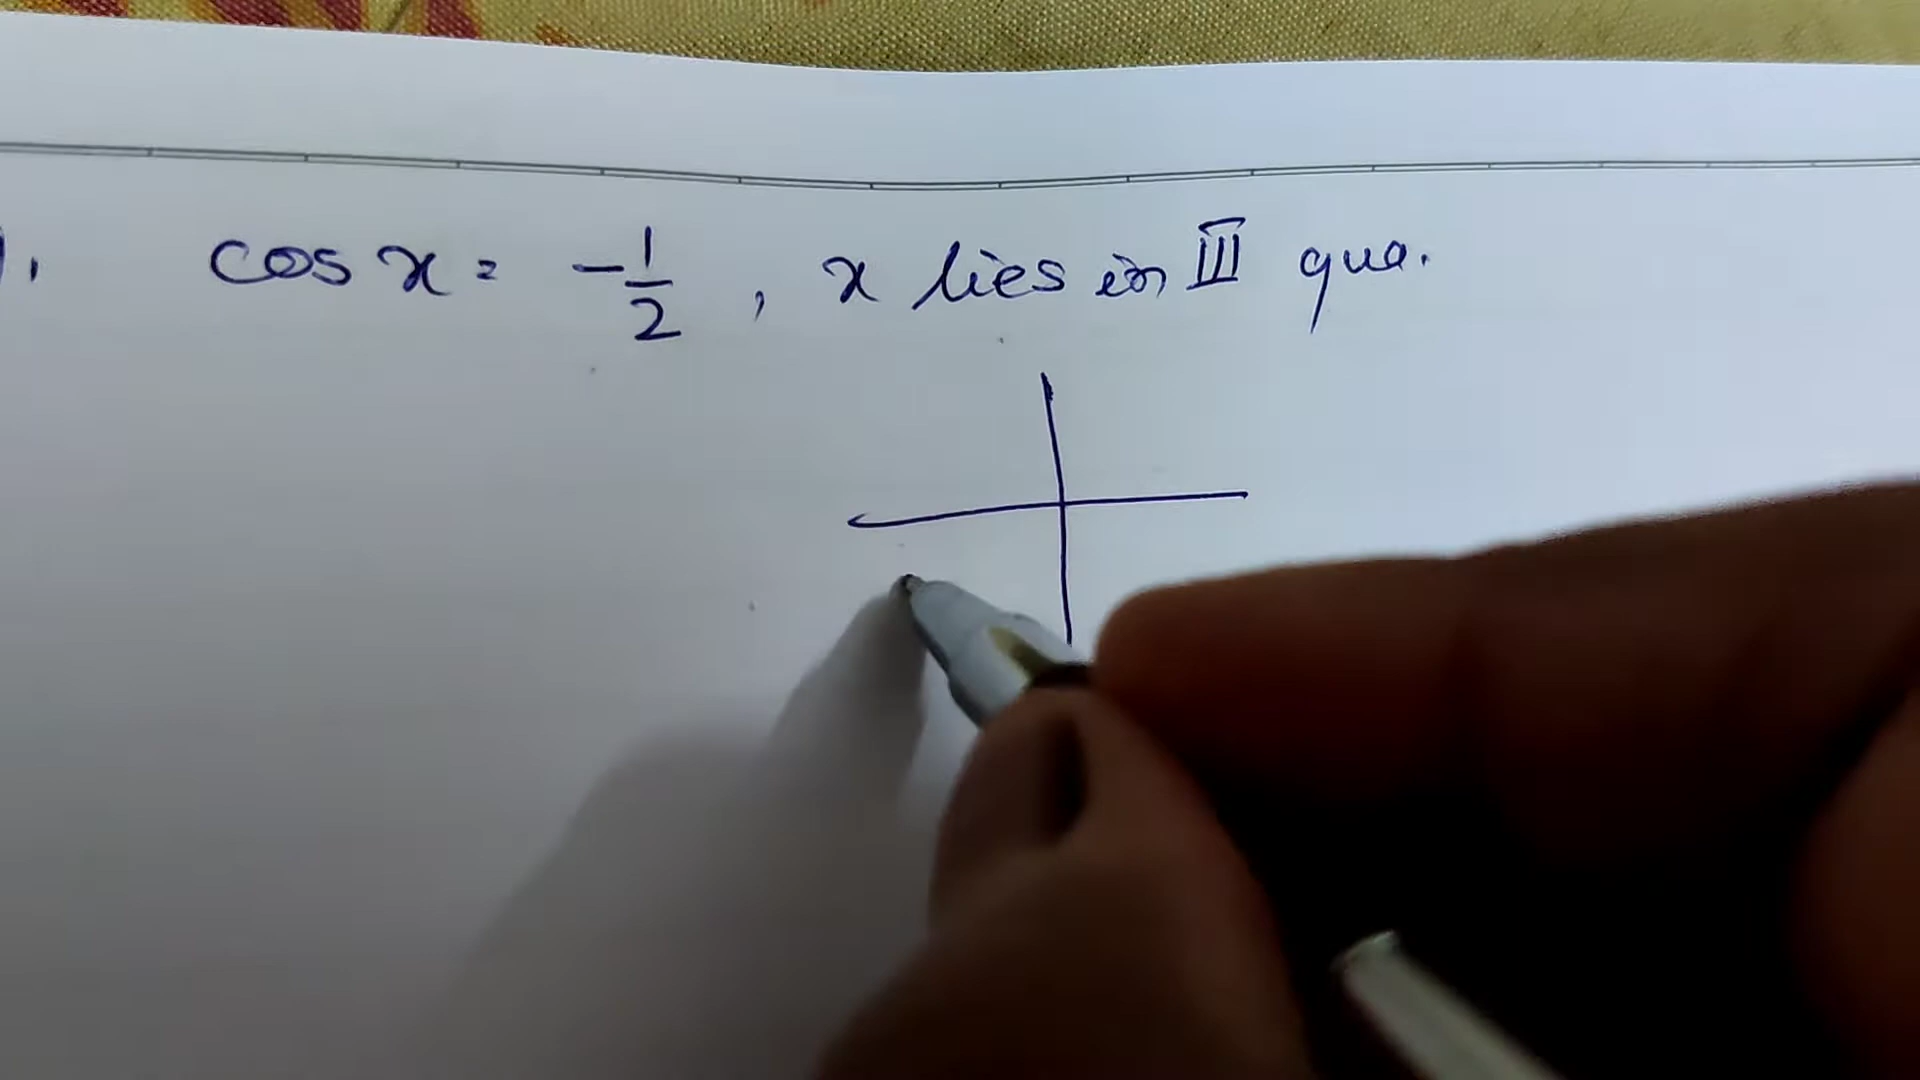 ). cos x = -1/2 , x lies in III qua.